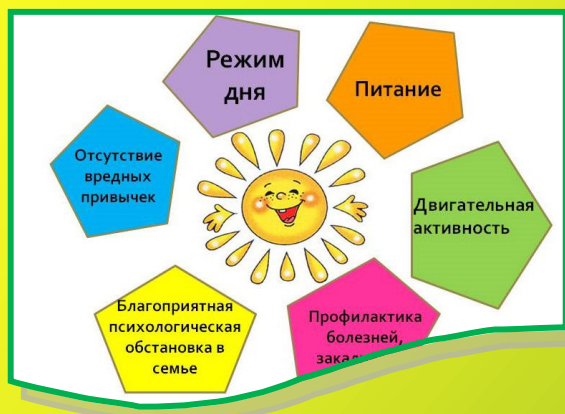 Режим
дня
Питание
Двигательная
активность
Профилактика
болезней,
Благоприятная
психологическая
обстановка в
семье
Отсутствие
вредных
привычек